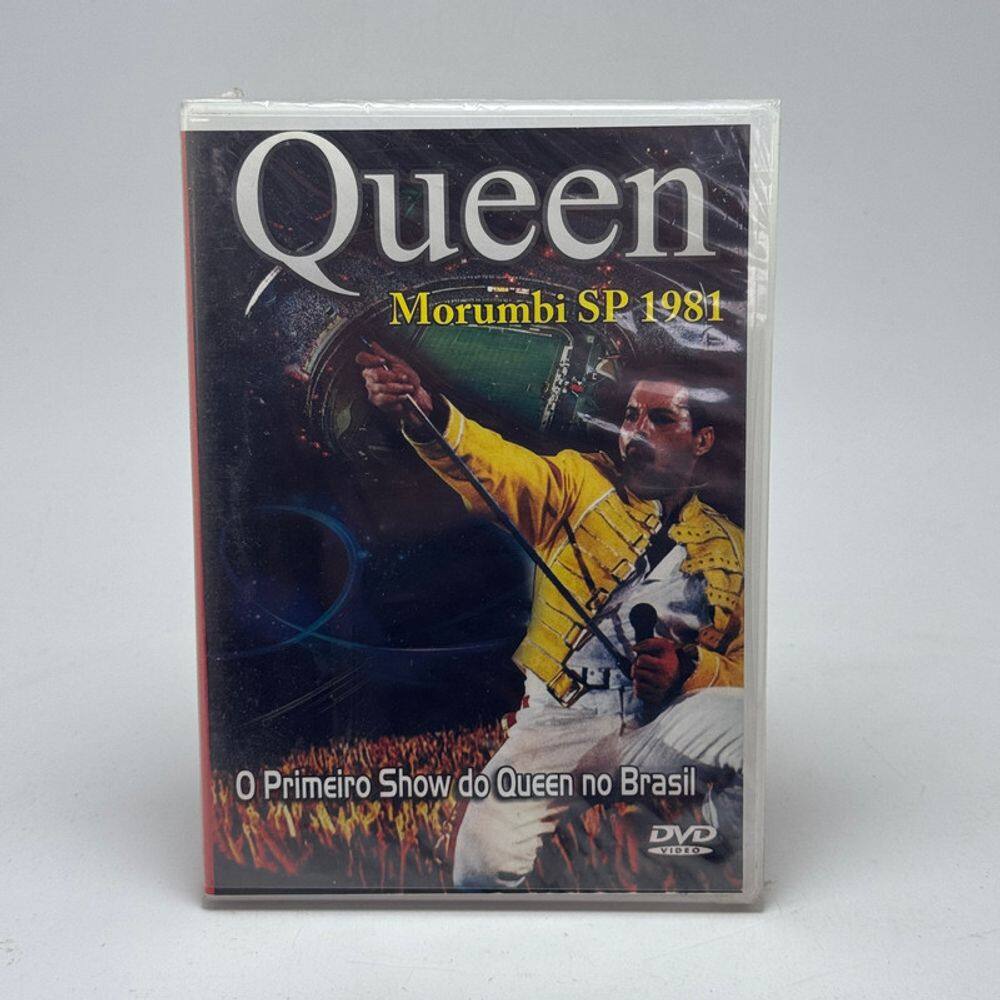 Queen
Morumbi SP 1981
O Primeiro Show do Queen no Brasil
DVD
VIDEO